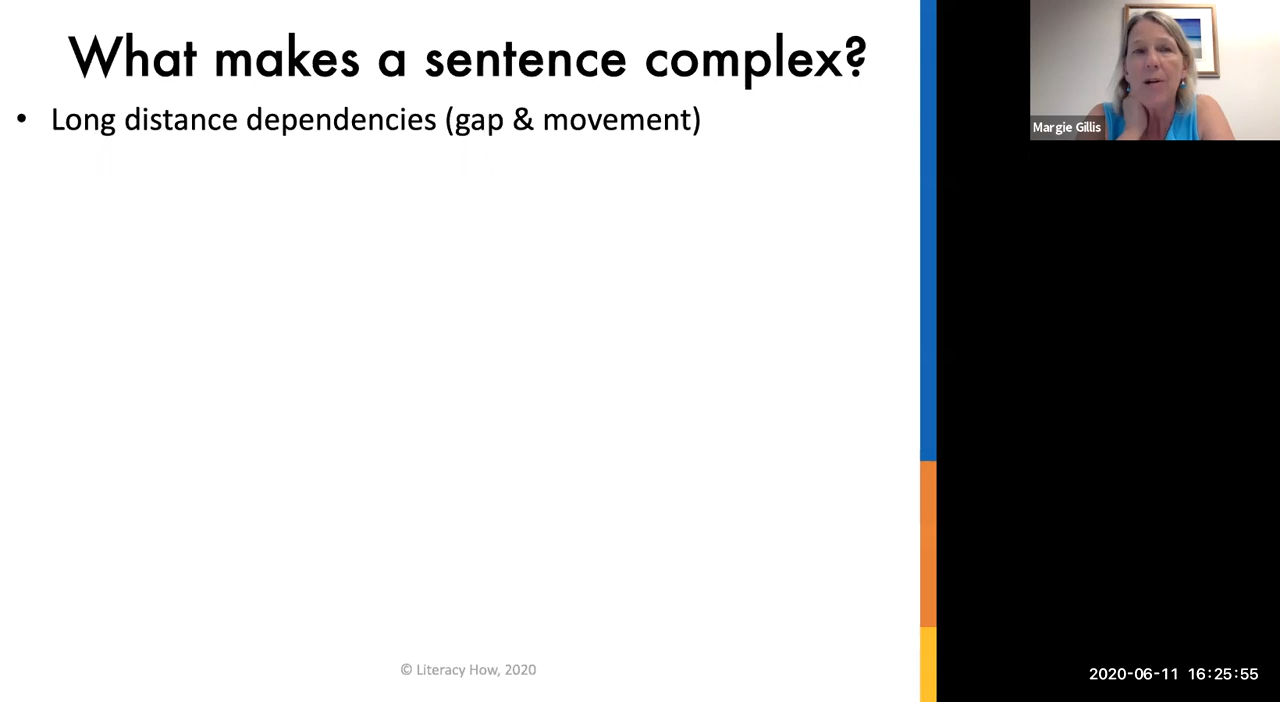 What makes a sentence complex?
• Long distance dependencies (gap & movement)
Margie Gillis
© Literacy How, 2020
2020-06-11 16:25:55